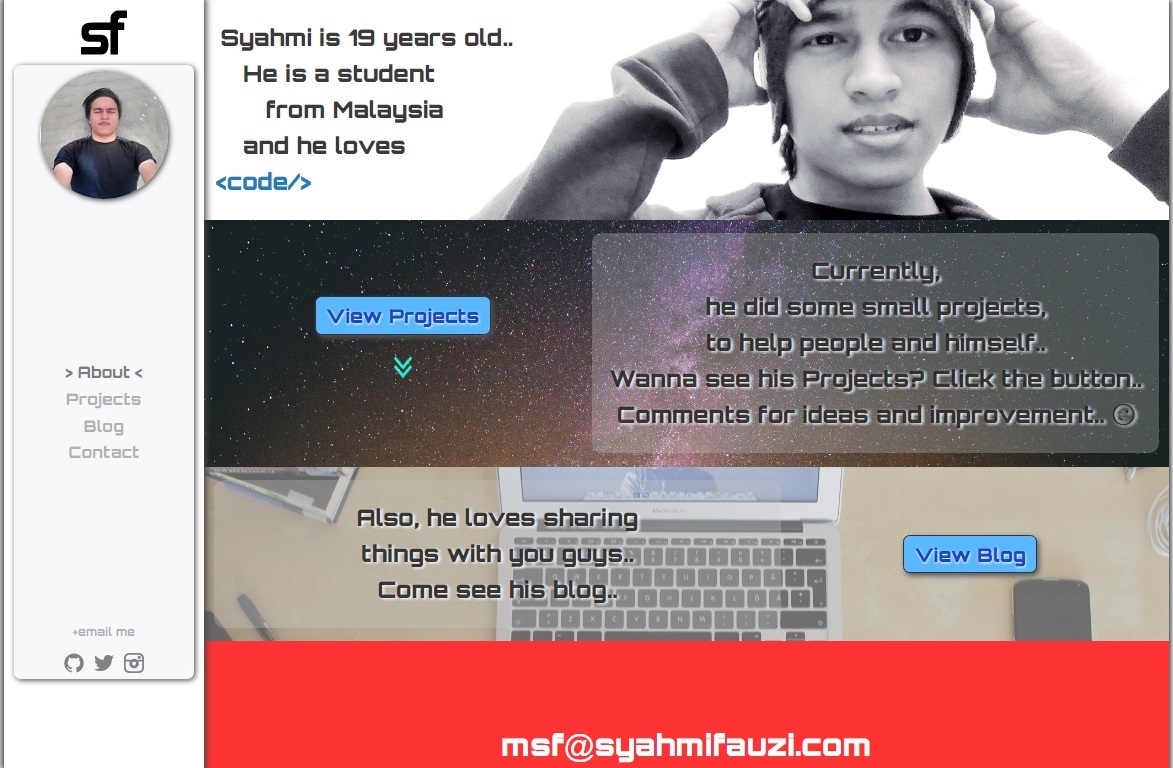 sf
> About <
Projects
Blog
Contact
+email me
Syahmi is 19 years old..
He is a student
from Malaysia
and he loves
<code/>
View Projects
Currently,
he did some small projects,
to help people and himself..
Wanna see his Projects? Click the button..
Comments for ideas and improvement..
Also, he loves sharing
things with you guys..
Come see his blog..
View Blog
msf@syahmifauzi.com